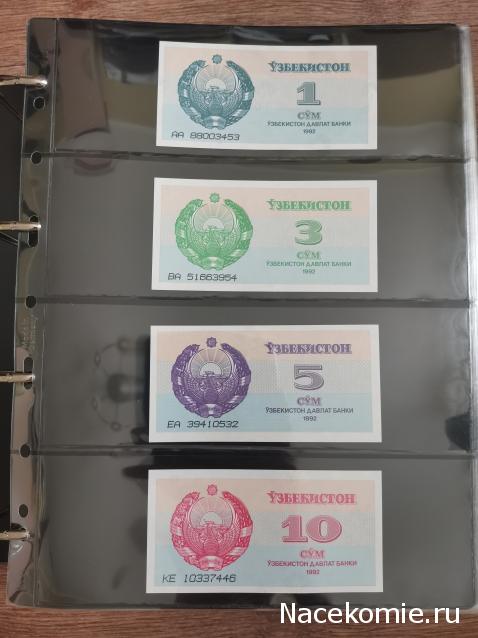 ЎЗБЕКИСТОН
1
СЎМ
ЎЗБЕКИСТОН ДАВЛАТ БАНКИ
1992
АА 88003453
ЎЗБЕКИСТОН
3
СЎМ
ЎЗБЕКИСТОН ДАВЛАТ БАНКИ
1992
ВА 51663954
ЎЗБЕКИСТОН
5
СЎМ
ЎЗБЕКИСТОН ДАВЛАТ БАНКИ
1992
ЕА 39410532
ЎЗБЕКИСТОН
10
СЎМ
ЎЗБЕКИСТОН ДАВЛАТ БАНКИ
1992
КЕ 10337446
Nacekomie.ru